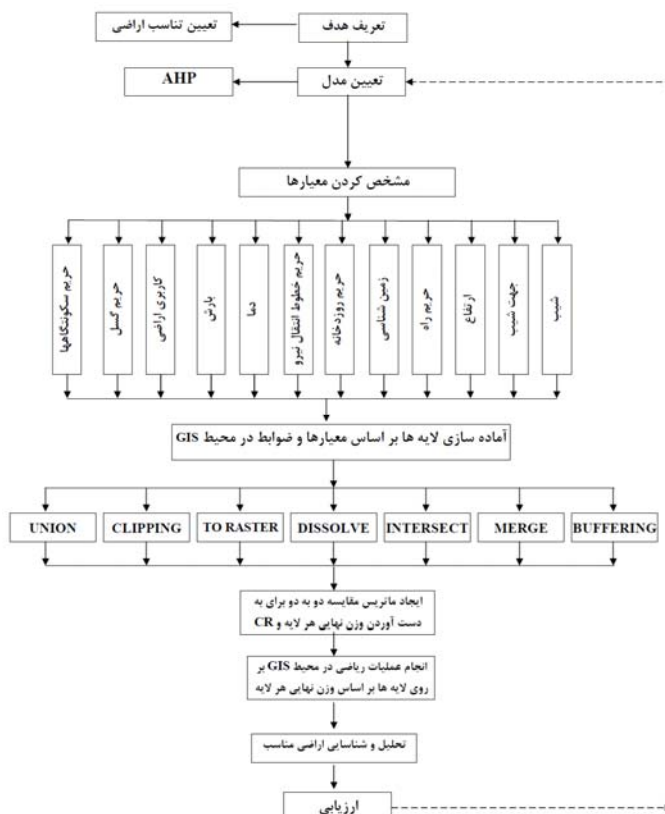 تعریف هدف
تعیین تناسب اراضی
تعیین مدل
AHP
مشخص کردن معیارها
شیب
جهت شیب
ارتفاع
حریم راه
زمین شناسی
حریم روزدخانه
حریم خطوط انتقال نیرو
دما
بارش
کاربری اراضی
حریم گسل
حریم سکونتگاهها
آماده سازی لایه ها بر اساس معیارها و ضوابط در محیط GIS
UNION
CLIPPING
TO RASTER
DISSOLVE
INTERSECT
MERGE
BUFFERING
ایجاد ماتریس مقایسه دو به دو برای به
دست آوردن وزن نهایی هر لایه و CR
انجام عملیات ریاضی در محیط GIS بر
روی لایه ها بر اساس وزن نهایی هر لایه
تحلیل و شناسایی اراضی مناسب
ارزیابی